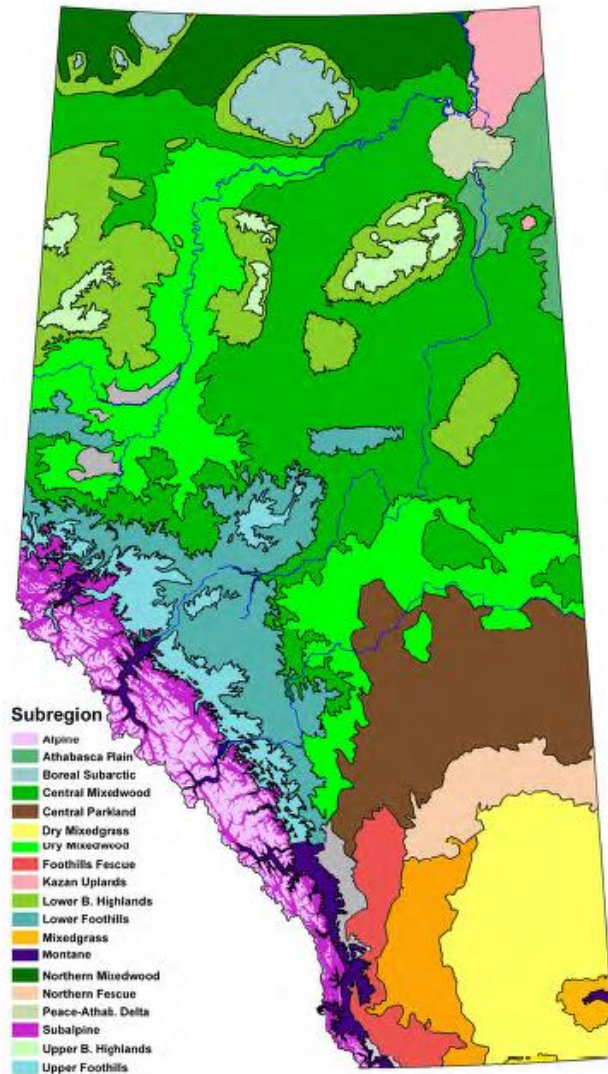 Subregion
Alpine
Athabasca Plain
Boreal Subarctic
Central Mixedwood
Central Parkland
Dry Mixedgrass
Dry Mixedwood
Foothills Fescue
Kazan Uplands
Lower B. Highlands
Lower Foothills
Mixedgrass
Montane
Northern Mixedwood
Northern Fescue
Peace-Athab. Delta
Subalpine
Upper B. Highlands
Upper Foothills